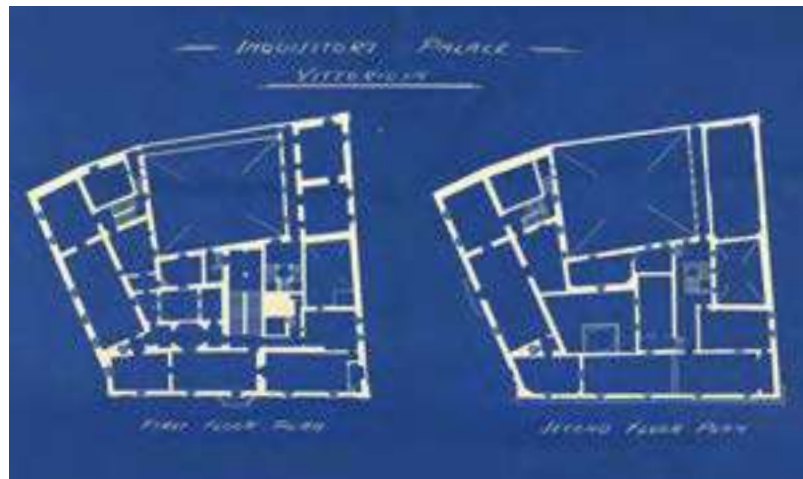 INQUISITORS PALACE
VITTORIOSA
FIRST FLOOR PLAN
SECOND FLOOR PLAN